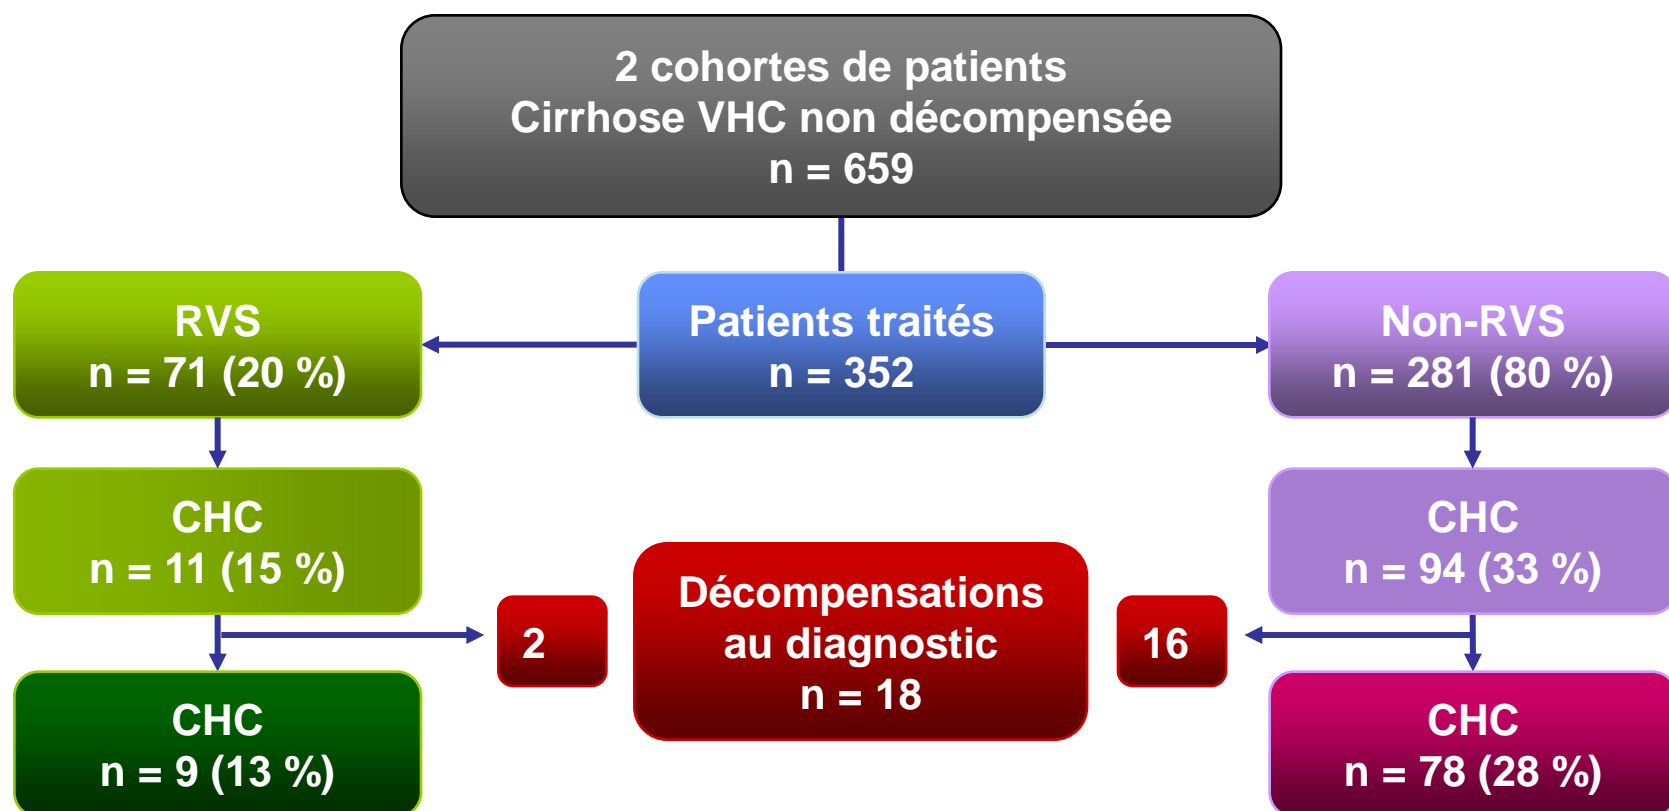 2 cohortes de patients
Cirrhose VHC non décompensée
n = 659
RVS
n = 71 (20 %)
Patients traités
n = 352
Non-RVS
n = 281 (80 %)
CHC
n = 11 (15 %)
CHC
n = 94 (33 %)
2
Décompensations
au diagnostic
n = 18
16
CHC
n = 9 (13 %)
CHC
n = 78 (28 %)